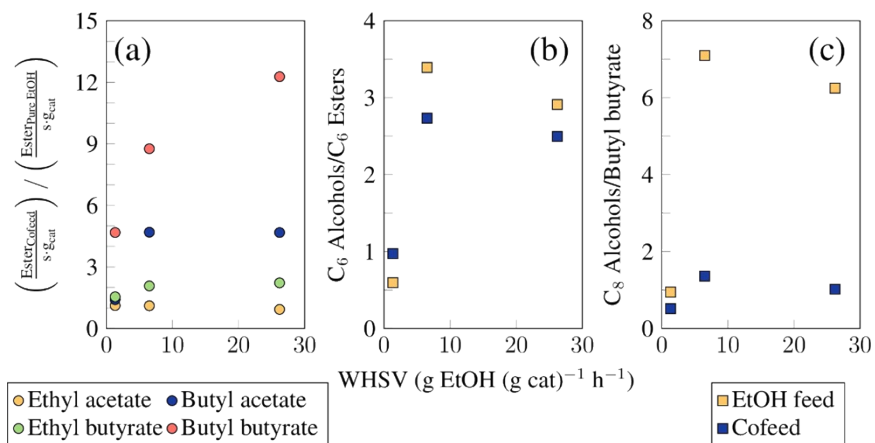 (a)
15
12
9
6
3
0
0 10 20 30
(Ester_Cofeed / s·g_cat) / (Ester_Pure EtOH / s·g_cat)
(b)
4
3
2
1
0
0 10 20 30
C₆ Alcohols/C₆ Esters
(c)
8
6
4
2
0
0 10 20 30
C₈ Alcohols/Butyl butyrate
WHSV (g EtOH (g cat)⁻¹ h⁻¹)
Ethyl acetate Butyl acetate
Ethyl butyrate Butyl butyrate
EtOH feed
Cofeed